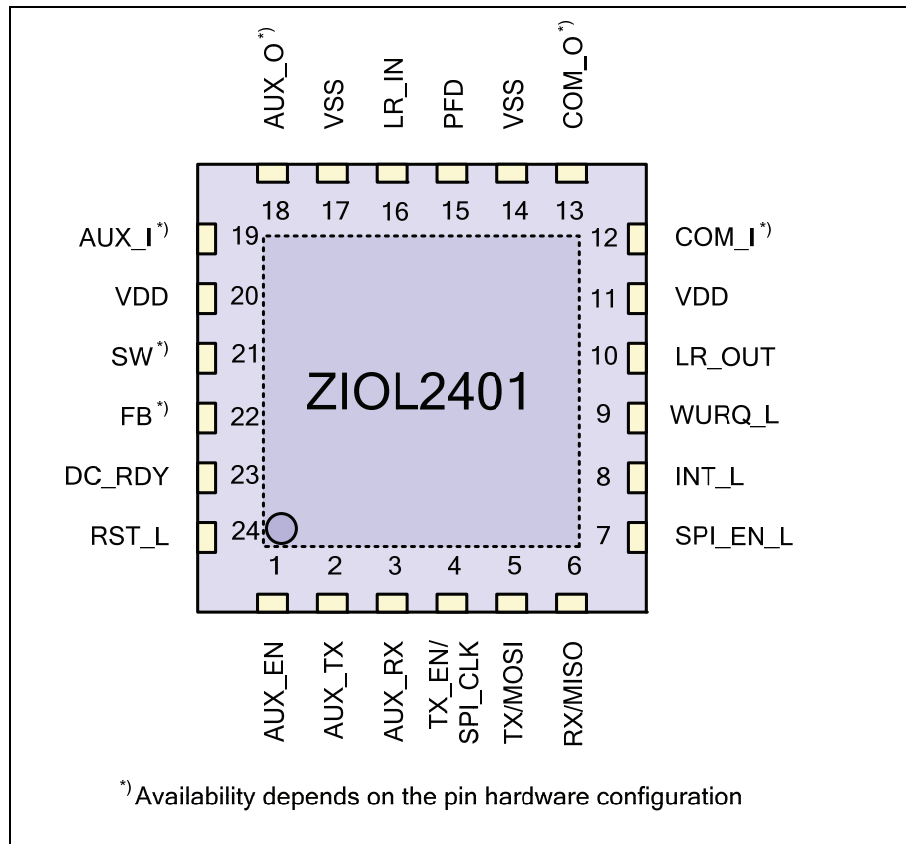 AUX_O*)
VSS
LR_IN
PFD
VSS
COM_O*)
18 17 16 15 14 13
AUX_I*) 19 12 COM_I*)
VDD 20 11 VDD
SW*) 21 10 LR_OUT
ZIOL2401
FB*) 22 9 WURQ_L
DC_RDY 23 8 INT_L
RST_L 24 7 SPI_EN_L
1 2 3 4 5 6
AUX_EN
AUX_TX
AUX_RX
TX_EN/
SPI_CLK
TX/MOSI
RX/MISO
*) Availability depends on the pin hardware configuration